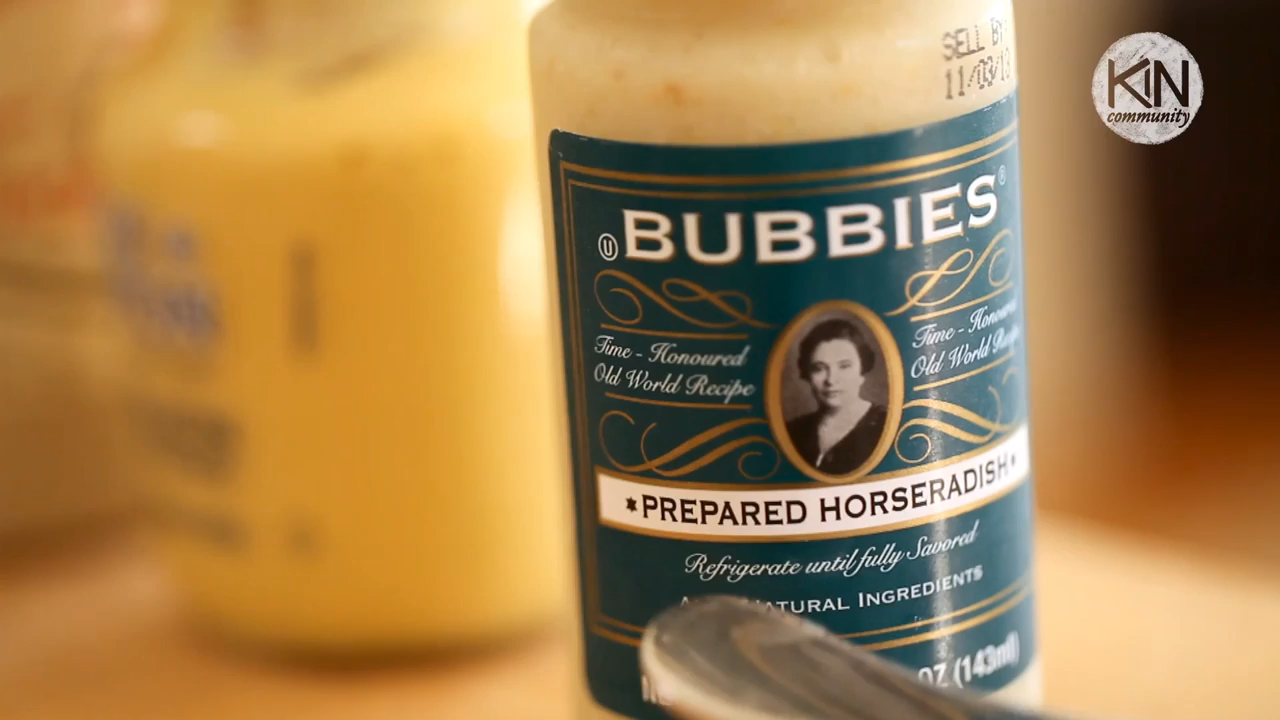 KIN
community
SELL BY
11/03/13
Ⓤ BUBBIES®
Time - Honoured
Old World Recipe
Time - Honoured
Old World Recipe
★PREPARED HORSERADISH★
Refrigerate until fully Savored
NATURAL INGREDIENTS
OZ (143ml)